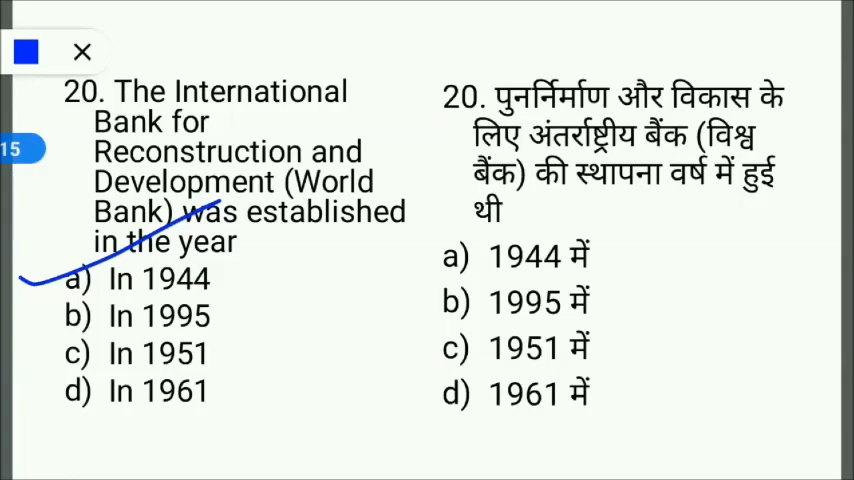 15
20. The International
Bank for
Reconstruction and
Development (World
Bank) was established
in the year
a) In 1944
b) In 1995
c) In 1951
d) In 1961
20. पुनर्निर्माण और विकास के
लिए अंतर्राष्ट्रीय बैंक (विश्व
बैंक) की स्थापना वर्ष में हुई
थी
a) 1944 में
b) 1995 में
c) 1951 में
d) 1961 में